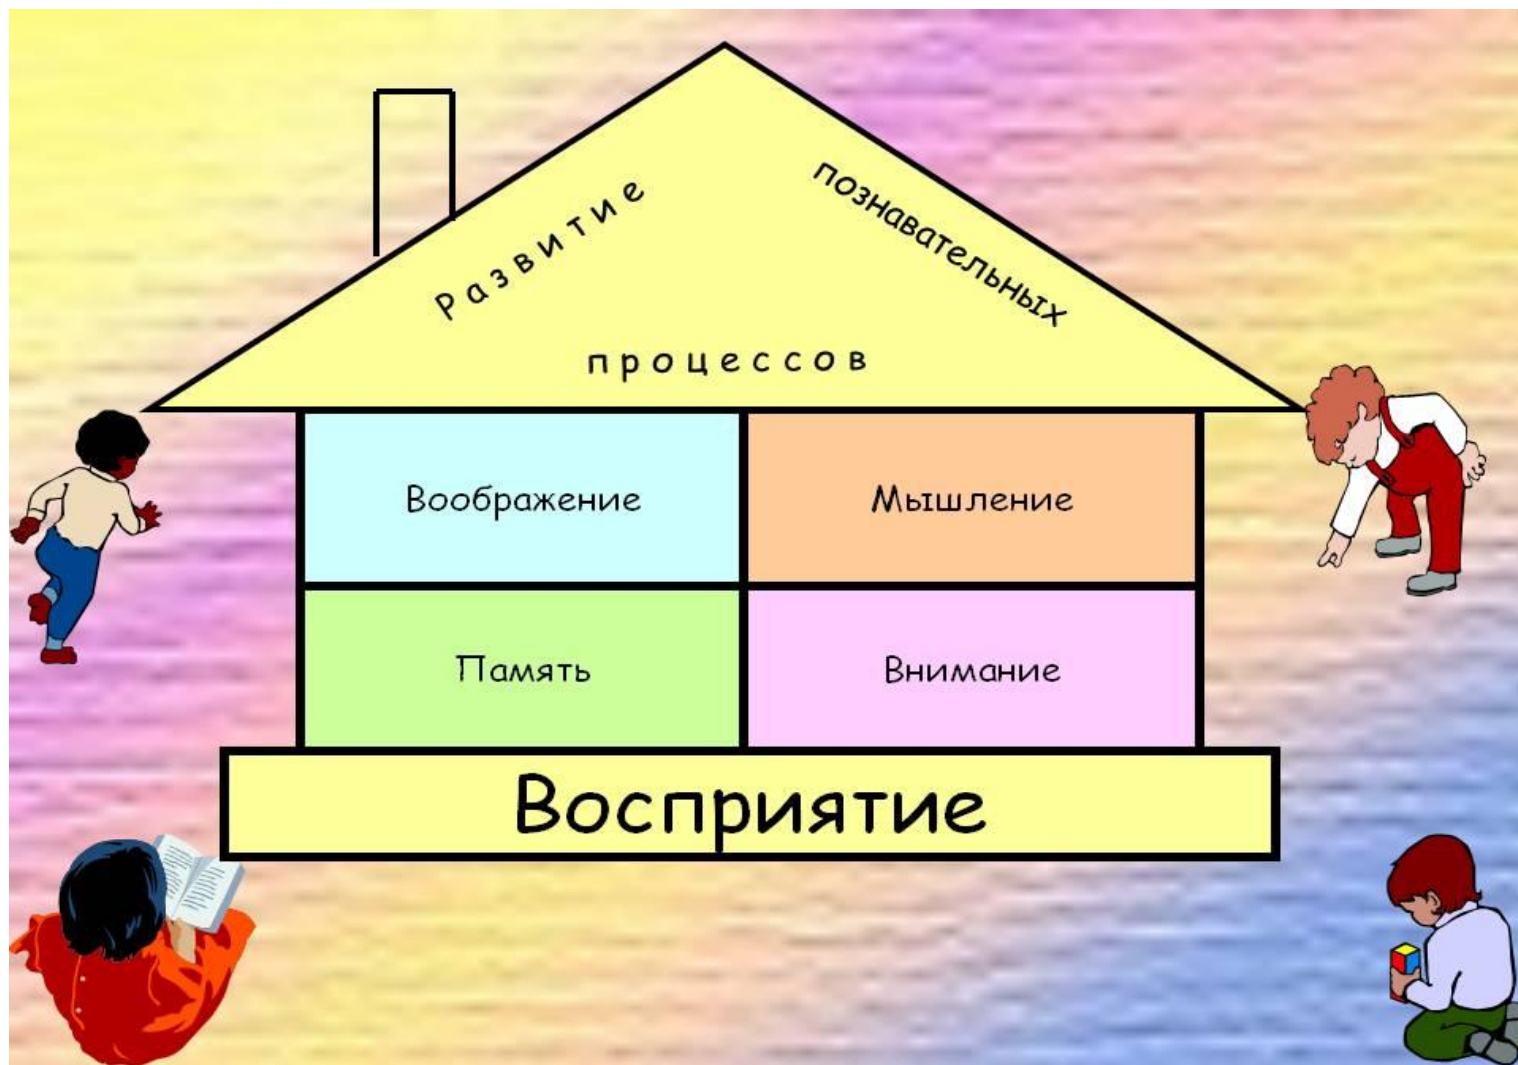 Развитие
познавательных
процессов
Воображение
Мышление
Память
Внимание
Восприятие